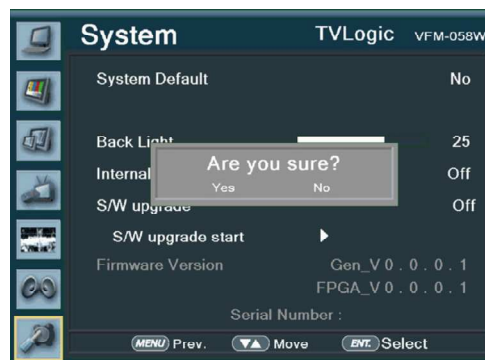 System TVLogic VFM-058W
System Default No
Back Light 25
Are you sure?
Internal Off
Yes No
S/W upgrade Off
S/W upgrade start
Firmware Version Gen_V 0 . 0 . 0 . 1
FPGA_V 0 . 0 . 0 . 1
Serial Number :
MENU Prev. ▼▲ Move ENT. Select